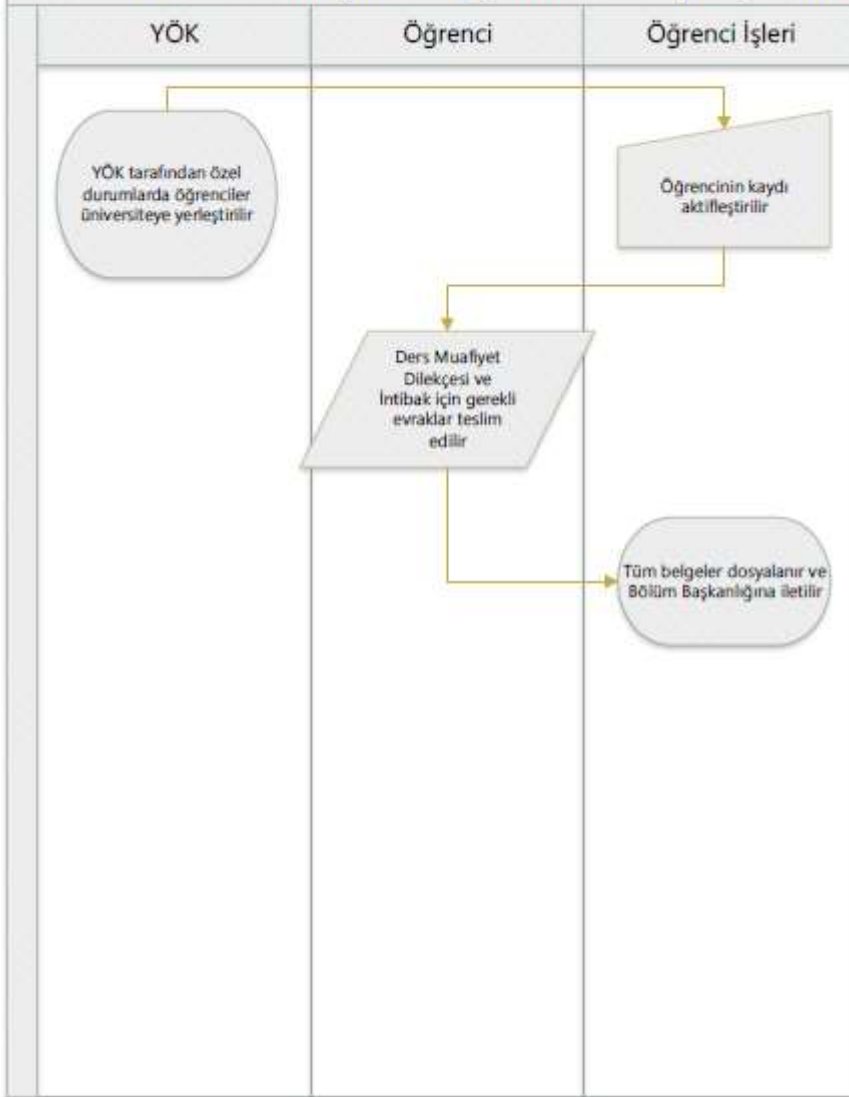 YÖK
Öğrenci
Öğrenci İşleri
YÖK tarafından özel
durumlarda öğrenciler
üniversiteye yerleştirilir
Öğrencinin kaydı
aktifleştirilir
Ders Muafiyet
Dilekçesi ve
İntibak için gerekli
evraklar teslim
edilir
Tüm belgeler dosyalanır ve
Bölüm Başkanlığına iletilir